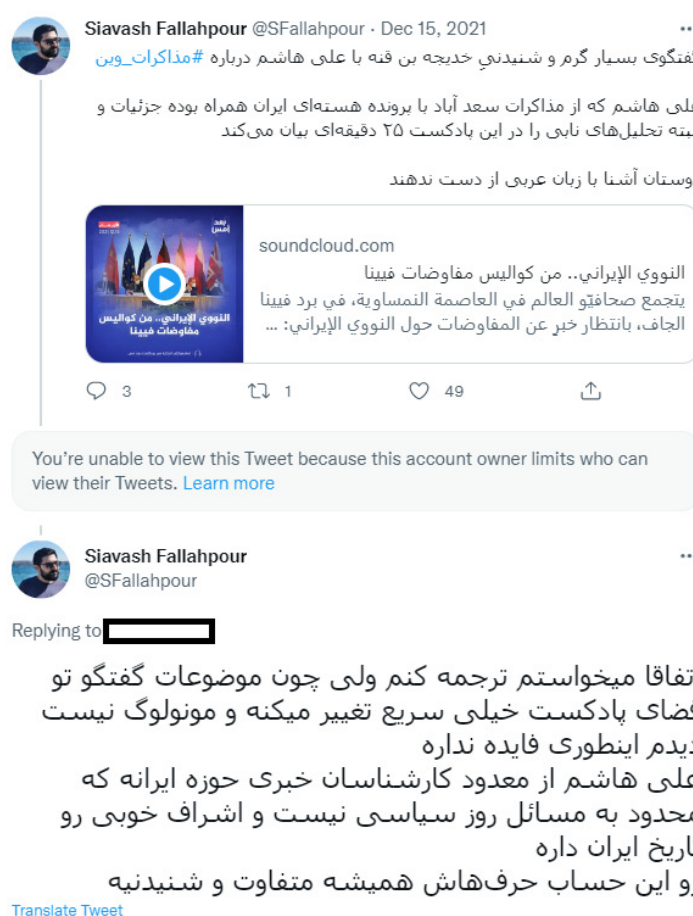 Siavash Fallahpour @SFallahpour · Dec 15, 2021
گفتگوی بسیار گرم و شنیدنیِ خدیجه بن قنه با علی هاشم درباره #مذاکرات_وین
علی هاشم که از مذاکرات سعد آباد با پرونده هسته‌ای ایران همراه بوده جزئیات و
البته تحلیل‌های نابی را در این پادکست ۲۵ دقیقه‌ای بیان می‌کند
دوستان آشنا با زبان عربی از دست ندهند
بعد أمس
النووي الإيراني.. من كواليس
مفاوضات فيينا
soundcloud.com
النووي الإيراني.. من كواليس مفاوضات فيينا
يتجمع صحافيّو العالم في العاصمة النمساوية، في برد فيينا
الجاف، بانتظار خبرٍ عن المفاوضات حول النووي الإيراني: ...
3 1 49
You’re unable to view this Tweet because this account owner limits who can
view their Tweets. Learn more
Siavash Fallahpour
@SFallahpour
Replying to
اتفاقا میخواستم ترجمه کنم ولی چون موضوعات گفتگو تو
فضای پادکست خیلی سریع تغییر میکنه و مونولوگ نیست
دیدم اینطوری فایده نداره
علی هاشم از معدود کارشناسان خبری حوزه ایرانه که
محدود به مسائل روز سیاسی نیست و اشراف خوبی رو
تاریخ ایران داره
رو این حساب حرف‌هاش همیشه متفاوت و شنیدنیه
Translate Tweet